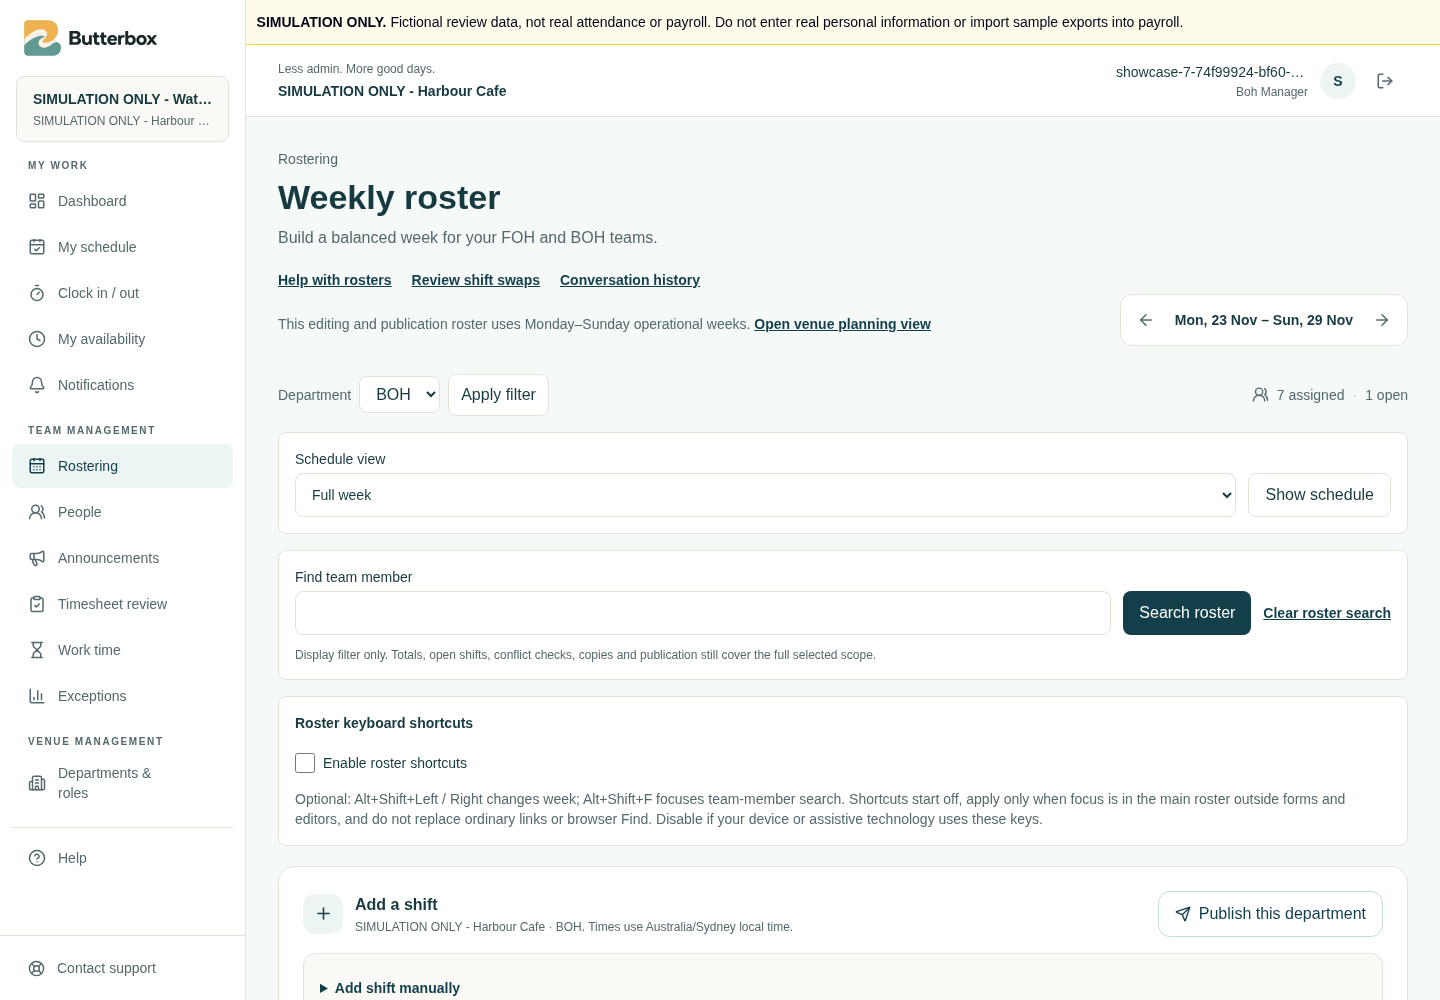 Butterbox
SIMULATION ONLY - Wat…
SIMULATION ONLY - Harbour …
MY WORK
Dashboard
My schedule
Clock in / out
My availability
Notifications
TEAM MANAGEMENT
Rostering
People
Announcements
Timesheet review
Work time
Exceptions
VENUE MANAGEMENT
Departments &
roles
Help
Contact support
SIMULATION ONLY. Fictional review data, not real attendance or payroll. Do not enter real personal information or import sample exports into payroll.
Less admin. More good days.
SIMULATION ONLY - Harbour Cafe
showcase-7-74f99924-bf60-…
Boh Manager
S
Rostering
Weekly roster
Build a balanced week for your FOH and BOH teams.
Help with rosters Review shift swaps Conversation history
This editing and publication roster uses Monday–Sunday operational weeks. Open venue planning view
Mon, 23 Nov – Sun, 29 Nov
Department BOH Apply filter
7 assigned · 1 open
Schedule view
Full week
Show schedule
Find team member
Search roster
Clear roster search
Display filter only. Totals, open shifts, conflict checks, copies and publication still cover the full selected scope.
Roster keyboard shortcuts
Enable roster shortcuts
Optional: Alt+Shift+Left / Right changes week; Alt+Shift+F focuses team-member search. Shortcuts start off, apply only when focus is in the main roster outside forms and
editors, and do not replace ordinary links or browser Find. Disable if your device or assistive technology uses these keys.
Add a shift
SIMULATION ONLY - Harbour Cafe · BOH. Times use Australia/Sydney local time.
Publish this department
Add shift manually